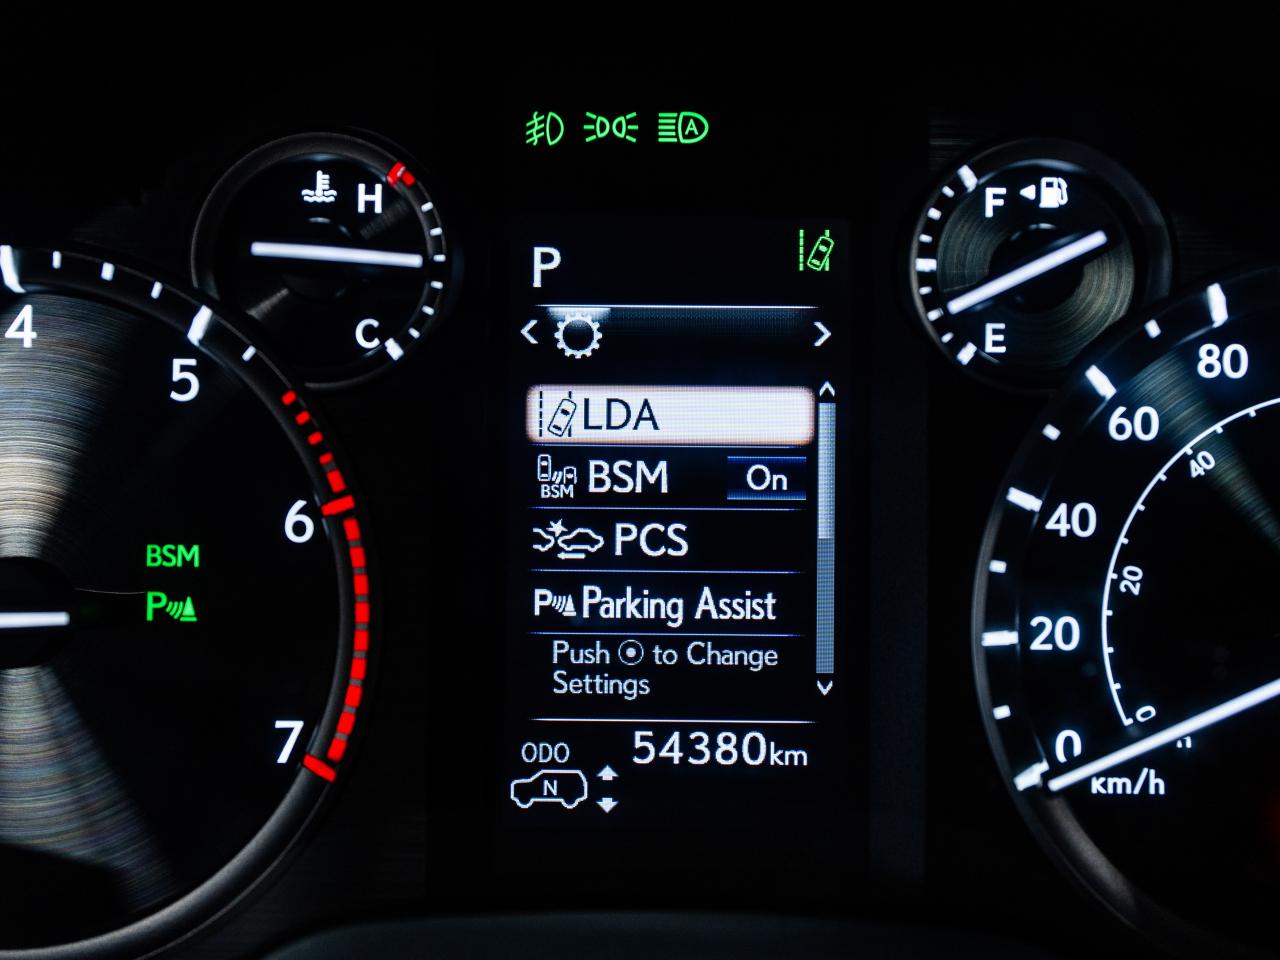 P
H
C
F
E
4
5
6
7
BSM
P
LDA
BSM BSM On
PCS
P Parking Assist
Push to Change
Settings
ODO 54380km
N
80
60
40
20
0
km/h
40
20
0
A